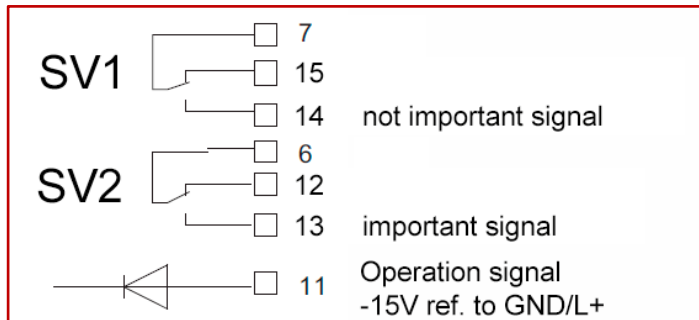 7
SV1
15
14 not important signal
6
SV2
12
13 important signal
11 Operation signal
-15V ref. to GND/L+